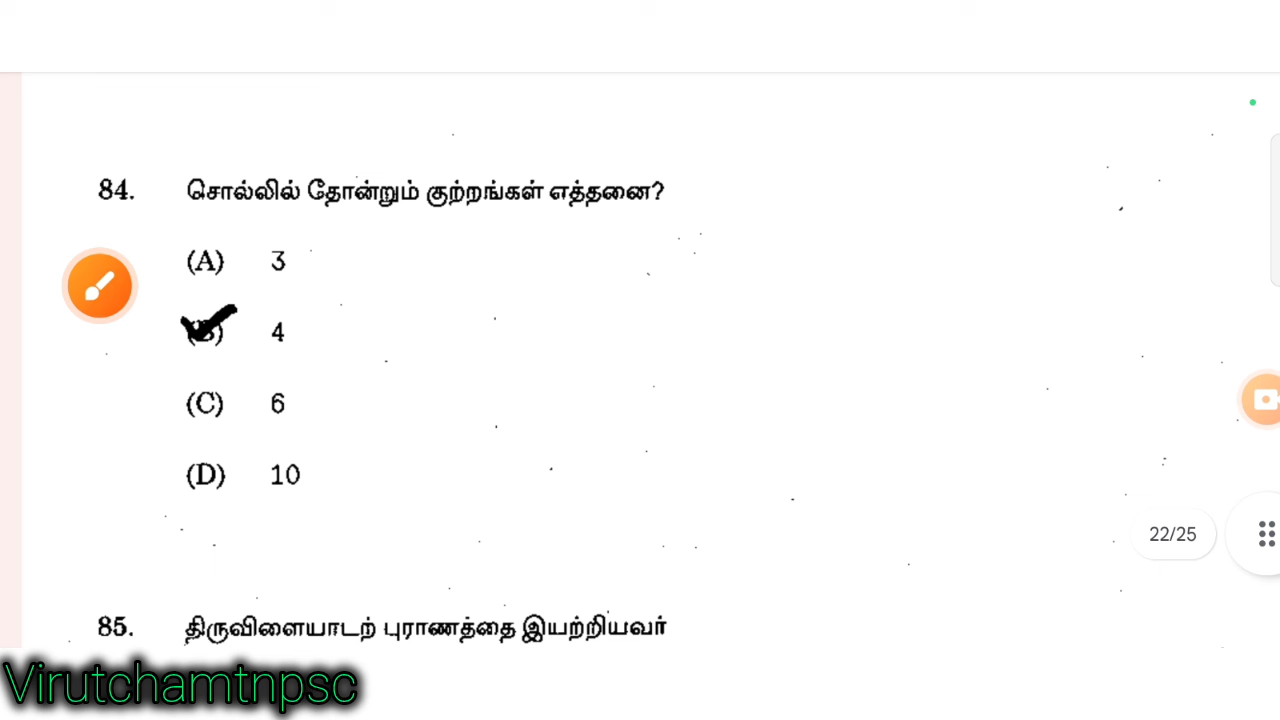 84. சொல்லில் தோன்றும் குற்றங்கள் எத்தனை?
(A) 3
(B) 4
(C) 6
(D) 10
22/25
85. திருவிளையாடற் புராணத்தை இயற்றியவர்
Virutchamtnpsc